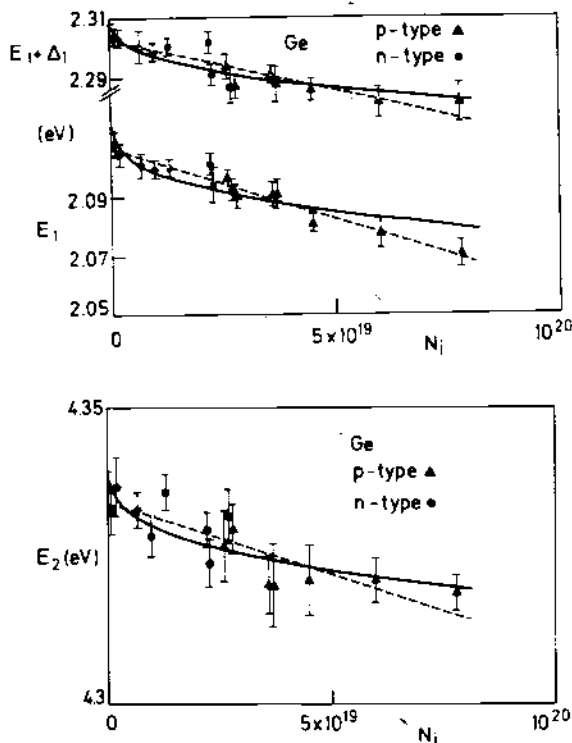 2.31
E₁ + Δ₁
Ge
p-type ▲
n-type ●
2.29
(eV)
2.09
E₁
2.07
2.05
0
5×10¹⁹
Nᵢ
10²⁰
4.35
Ge
p-type ▲
n-type ●
E₂(eV)
4.3
0
5×10¹⁹
Nᵢ
10²⁰